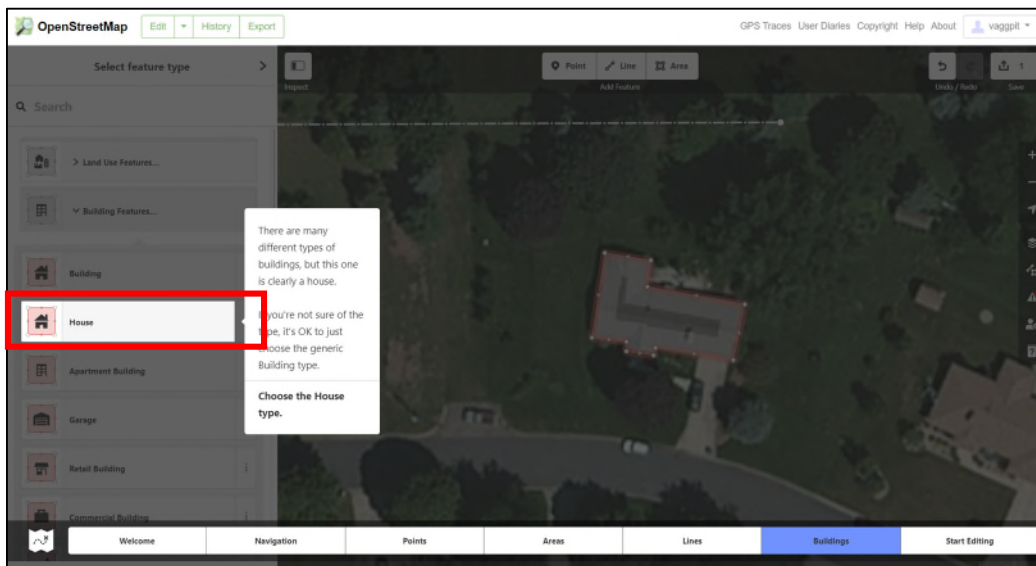 OpenStreetMap Edit History Export GPS Traces User Diaries Copyright Help About vaggpit
Select feature type
Point Line Area 1
Inspect Add Feature Undo / Redo Save
Search
Land Use Features...
Building Features...
There are many
different types of
buildings, but this one
is clearly a house.
Building
House
you're not sure of the
type, it's OK to just
choose the generic
Building type.
Apartment Building
Choose the House
type.
Garage
Retail Building
Commercial Building
Welcome Navigation Points Areas Lines Buildings Start Editing